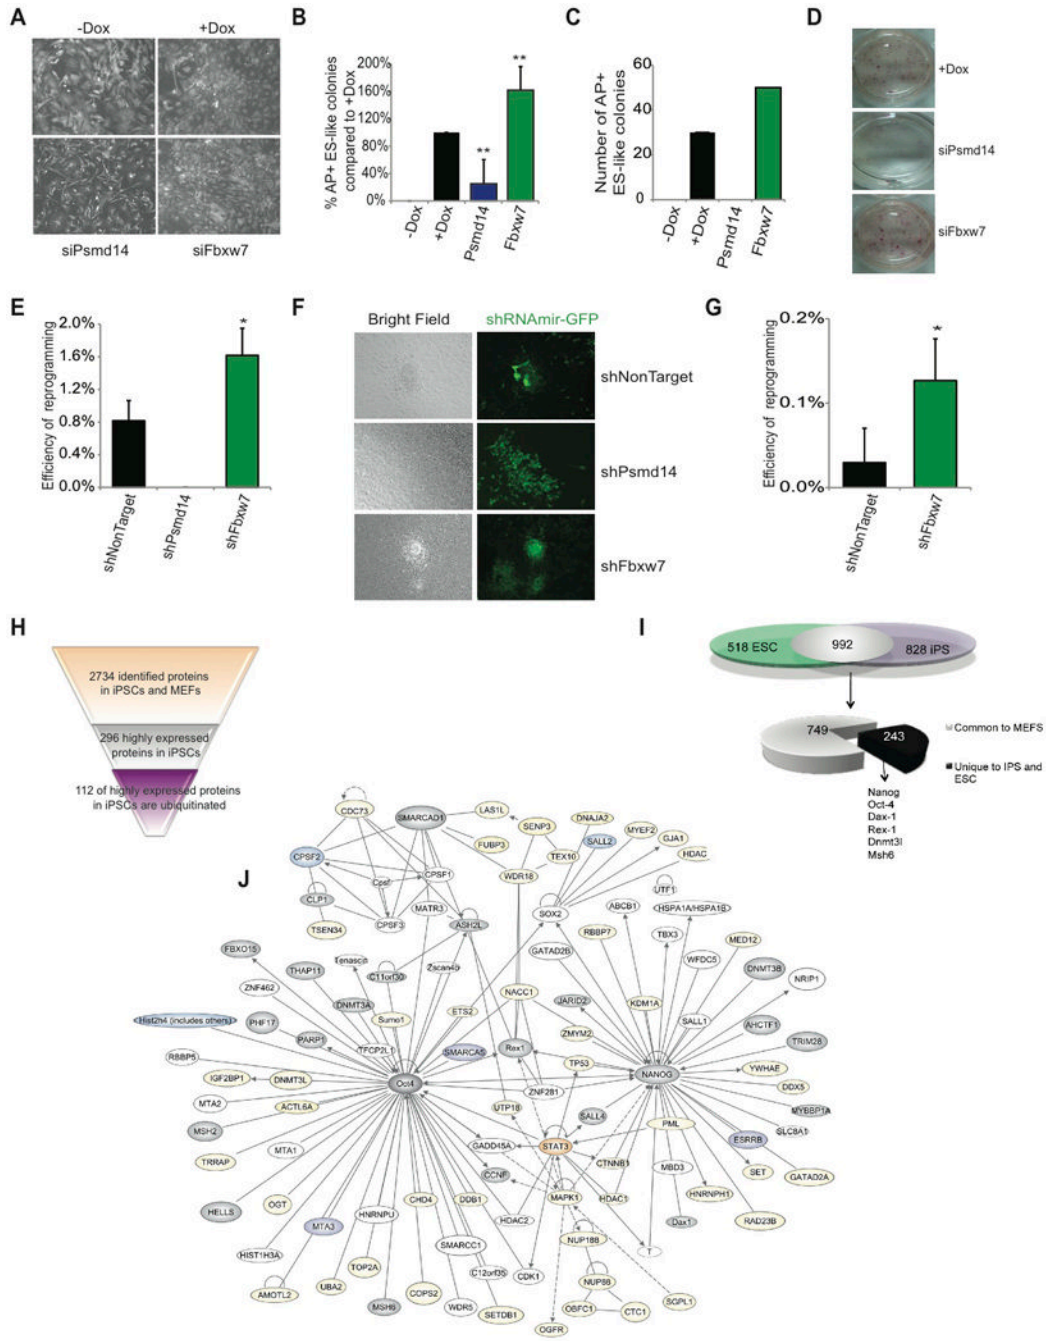 A
-Dox
+Dox
siPsmd14
siFbxw7
B
% AP+ ES-like colonies
compared to +Dox
200%
160%
120%
80%
40%
0%
**
**
-Dox
+Dox
Psmd14
Fbxw7
C
Number of AP+
ES-like colonies
60
40
20
0
-Dox
+Dox
Psmd14
Fbxw7
D
+Dox
siPsmd14
siFbxw7
E
Efficiency of reprogramming
2.0%
1.6%
1.2%
0.8%
0.4%
0.0%
*
shNonTarget
shPsmd14
shFbxw7
F
Bright Field
shRNAmir-GFP
shNonTarget
shPsmd14
shFbxw7
G
Efficiency of reprogramming
0.2%
0.1%
0.0%
*
shNonTarget
shFbxw7
H
2734 identified proteins
in iPSCs and MEFs
296 highly expressed
proteins in iPSCs
112 of highly expressed proteins
in iPSCs are ubiquitinated
I
518 ESC
992
828 iPS
749
243
Common to MEFS
Unique to IPS and
ESC
Nanog
Oct-4
Dax-1
Rex-1
Dnmt3l
Msh6
J
CDC73
SMARCAD1
LAS1L
SENP3
DNAJA2
MYEF2
GJA1
HDAC
FUBP3
SALL2
TEX10
CPSF2
WDR18
Cpsf
CPSF1
CLP1
UTF1
MATR3
CPSF3
ASH2L
SOX2
ABCB1
HSPA1A/HSPA1B
TSEN34
RBBP7
TBX3
MED12
FBXO15
GATAD2B
WFDC5
Tenascin
THAP11
C11orf30
Zscan4b
DNMT3B
NRIP1
ZNF462
NACC1
DNMT3A
JARID2
KDM1A
ETS2
SALL1
Hist2h4 (includes others)
PHF17
Sumo1
AHCTF1
PARP1
ZMYM2
TRIM28
TFCP2L1
SMARCA5
Rex1
RBBP5
TP53
YWHAE
NANOG
IGF2BP1
DNMT3L
Oct4
DDX5
ZNF281
MTA2
ACTL6A
UTP18
MYBBP1A
SALL4
PML
SLC8A1
MSH2
ESRRB
MTA1
GADD45A
STAT3
TRRAP
CTNNB1
MBD3
SET
GATAD2A
CCNF
OGT
CHD4
DDB1
MAPK1
HDAC1
HNRNPH1
HELLS
HNRNPU
HDAC2
Dax1
RAD23B
MTA3
NUP188
SMARCC1
T
HIST1H3A
TOP2A
C12orf35
CDK1
NUP88
UBA2
COPS2
AMOTL2
MSH6
WDR5
SETDB1
OBFC1
CTC1
SGPL1
OGFR